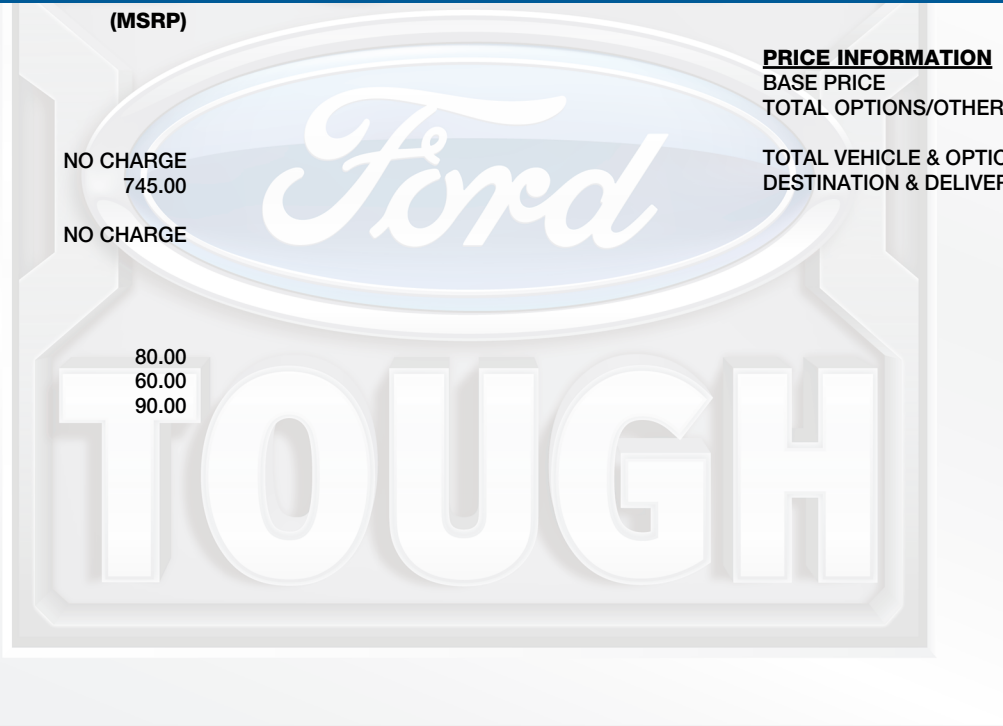 (MSRP)
NO CHARGE
745.00
NO CHARGE
80.00
60.00
90.00
PRICE INFORMATION
BASE PRICE
TOTAL OPTIONS/OTHER
TOTAL VEHICLE & OPTIO
DESTINATION & DELIVER
Ford
TOUGH